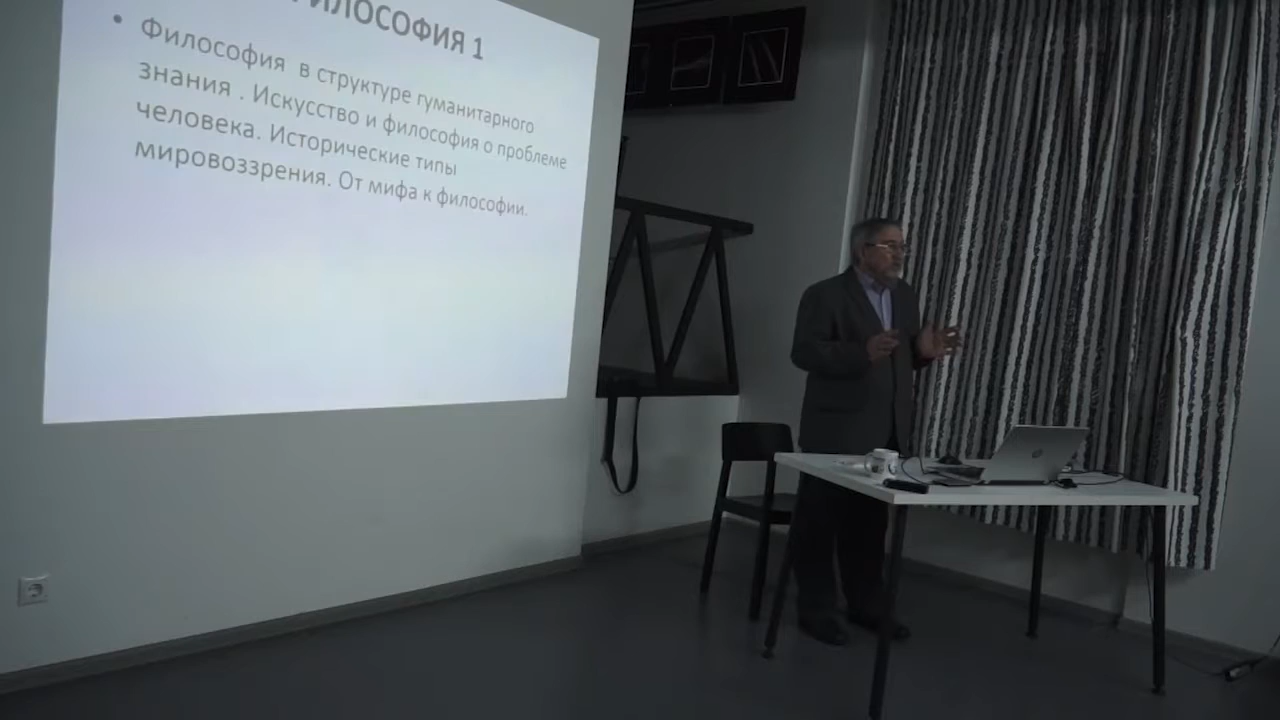 ФИЛОСОФИЯ 1
• Философия в структуре гуманитарного
знания . Искусство и философия о проблеме
человека. Исторические типы
мировоззрения. От мифа к философии.